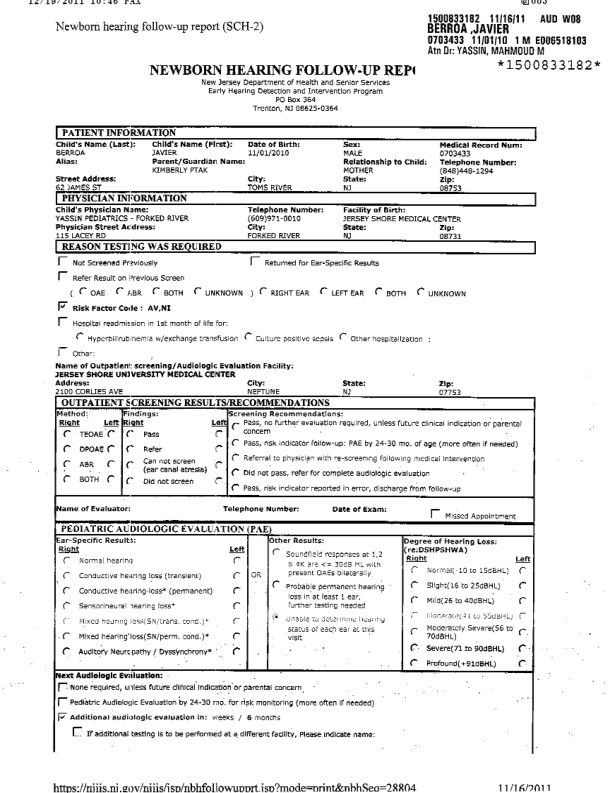 12/19/2011 10:46 FAX
003
Newborn hearing follow-up report (SCH-2)
1500833182 11/16/11 AUD W08
BERROA ,JAVIER
0703433 11/01/10 1 M E006518103
Atn Dr: YASSIN, MAHMOUD M
*1500833182*
NEWBORN HEARING FOLLOW-UP REP
New Jersey Department of Health and Senior Services
Early Hearing Detection and Intervention Program
PO Box 364
Trenton, NJ 08625-0364
PATIENT INFORMATION
Child's Name (Last): Child's Name (First): Date of Birth: Sex: Medical Record Num:
BERROA JAVIER 11/01/2010 MALE 0703433
Alias: Parent/Guardian Name: Relationship to Child: Telephone Number:
KIMBERLY PTAK MOTHER (848)448-1294
Street Address: City: State: Zip:
62 JAMES ST TOMS RIVER NJ 08753
PHYSICIAN INFORMATION
Child's Physician Name: Telephone Number: Facility of Birth:
YASSIN PEDIATRICS - FORKED RIVER (609)971-0010 JERSEY SHORE MEDICAL CENTER
Physician Street Address: City: State: Zip:
115 LACEY RD FORKED RIVER NJ 08731
REASON TESTING WAS REQUIRED
Not Screened Previously Returned for Ear-Specific Results
Refer Result on Previous Screen
( OAE ABR BOTH UNKNOWN ) RIGHT EAR LEFT EAR BOTH UNKNOWN
Risk Factor Code : AV,NI
Hospital readmission in 1st month of life for:
Hyperbilirubinemia w/exchange transfusion Culture positive sepsis Other hospitalization :
Other:
Name of Outpatient screening/Audiologic Evaluation Facility:
JERSEY SHORE UNIVERSITY MEDICAL CENTER
Address: City: State: Zip:
2100 CORLIES AVE NEPTUNE NJ 07753
OUTPATIENT SCREENING RESULTS/RECOMMENDATIONS
Method: Findings: Screening Recommendations:
Right Left Right Left Pass, no further evaluation required, unless future clinical indication or parental
concern
TEOAE Pass
DPOAE Refer Pass, risk indicator follow-up: PAE by 24-30 mo. of age (more often if needed)
ABR Can not screen (ear canal atresia) Referral to physician with re-screening following medical intervention
Did not pass, refer for complete audiologic evaluation
BOTH Did not screen
Pass, risk indicator reported in error, discharge from follow-up
Name of Evaluator: Telephone Number: Date of Exam: Missed Appointment
PEDIATRIC AUDIOLOGIC EVALUATION (PAE)
Ear-Specific Results: Other Results: Degree of Hearing Loss:
(re:DSHPSHWA)
Right Left Right Left
Normal hearing
Conductive hearing loss (transient)
Conductive hearing loss* (permanent)
Sensorineural hearing loss*
Mixed hearing loss(SN/trans. cond.)*
Mixed hearing loss(SN/perm. cond.)*
Auditory Neuropathy / Dyssynchrony*
OR
Soundfield responses at 1,2
& 4K are <= 30dB HL with
present OAEs bilaterally
Probable permanent hearing
loss in at least 1 ear,
further testing needed
Unable to determine hearing
status of each ear at this
visit
Normal(-10 to 15dBHL)
Slight(16 to 25dBHL)
Mild(26 to 40dBHL)
Moderate(41 to 55dBHL)
Moderately Severe(56 to
70dBHL)
Severe(71 to 90dBHL)
Profound(+91dBHL)
Next Audiologic Evaluation:
None required, unless future clinical indication or parental concern
Pediatric Audiologic Evaluation by 24-30 mo. for risk monitoring (more often if needed)
Additional audiologic evaluation in: weeks / 6 months
If additional testing is to be performed at a different facility, Please indicate name:
https://njiis.nj.gov/njiis/jsp/nbhfollowuprt.jsp?mode=print&nbhSeq=28804 11/16/2011